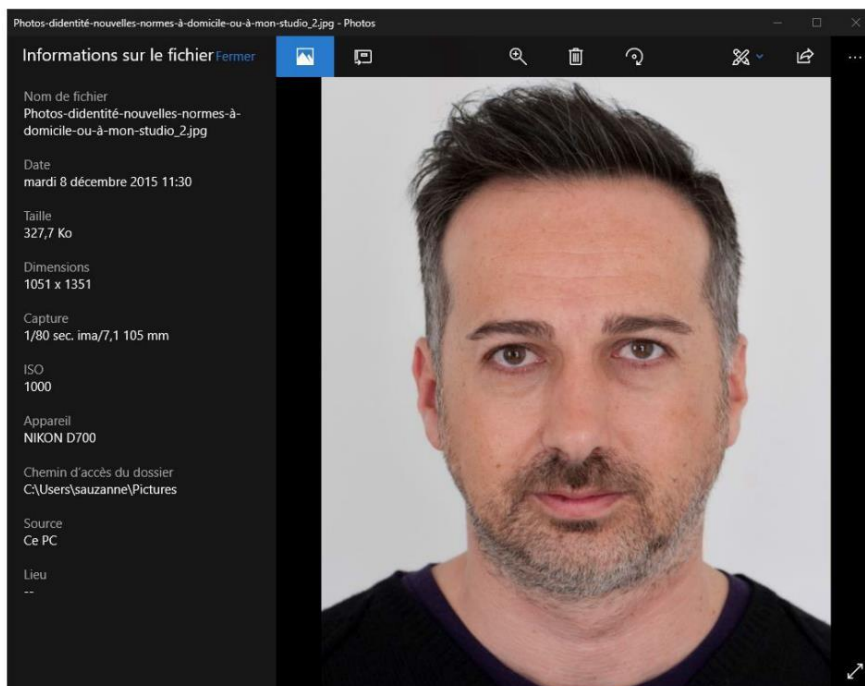 Photos-didentité-nouvelles-normes-à-domicile-ou-à-mon-studio_2.jpg - Photos
Informations sur le fichier Fermer
Nom de fichier
Photos-didentité-nouvelles-normes-à-
domicile-ou-à-mon-studio_2.jpg
Date
mardi 8 décembre 2015 11:30
Taille
327,7 Ko
Dimensions
1051 x 1351
Capture
1/80 sec. ima/7,1 105 mm
ISO
1000
Appareil
NIKON D700
Chemin d'accès du dossier
C:\Users\sauzanne\Pictures
Source
Ce PC
Lieu
--